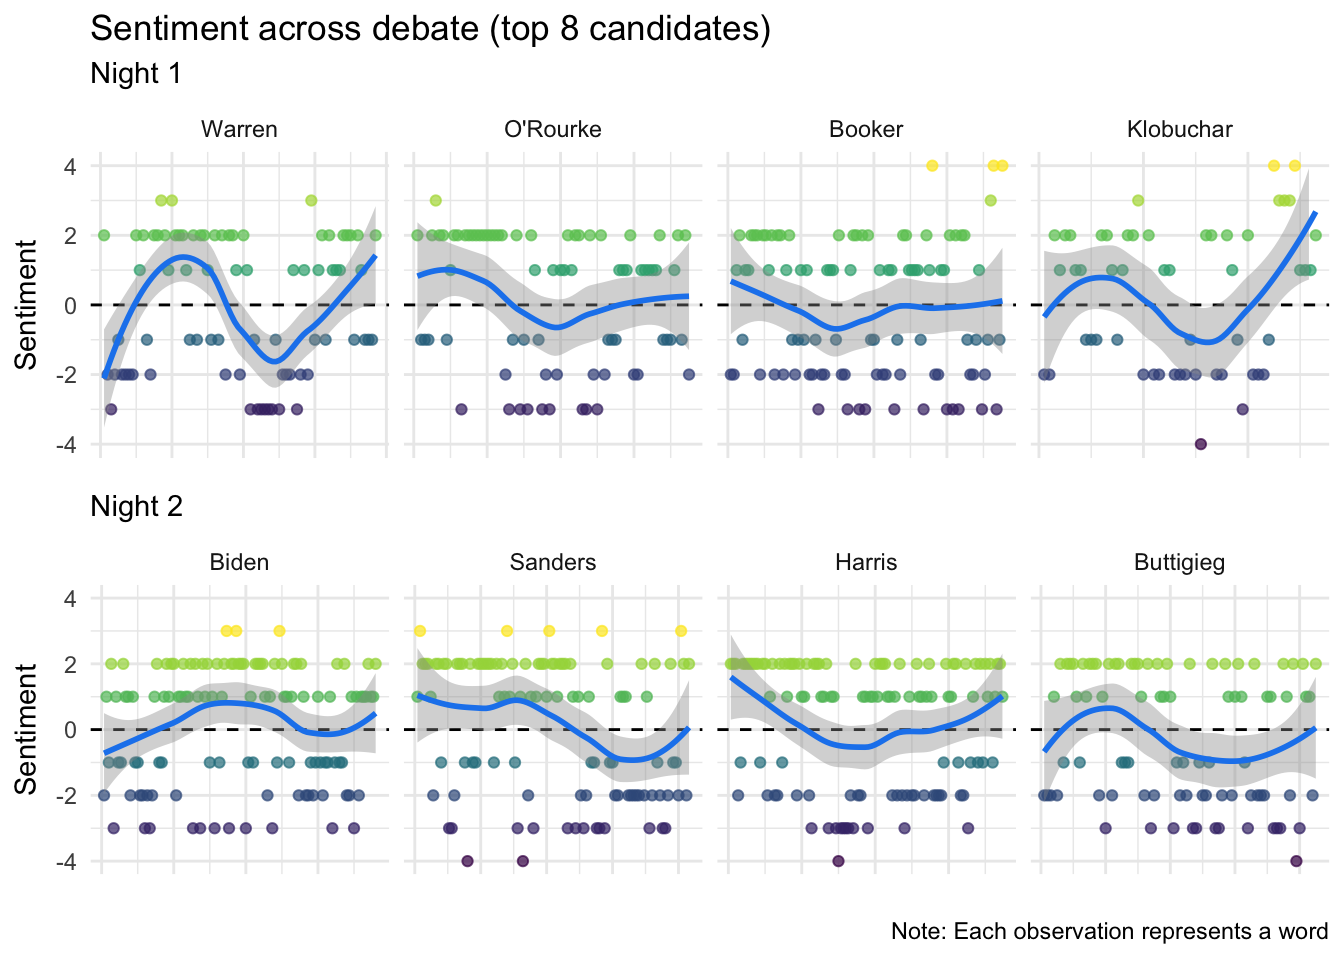 Sentiment across debate (top 8 candidates)
Night 1
Warren O'Rourke Booker Klobuchar
Sentiment
4
2
0
-2
-4
Night 2
Biden Sanders Harris Buttigieg
Sentiment
4
2
0
-2
-4
Note: Each observation represents a word